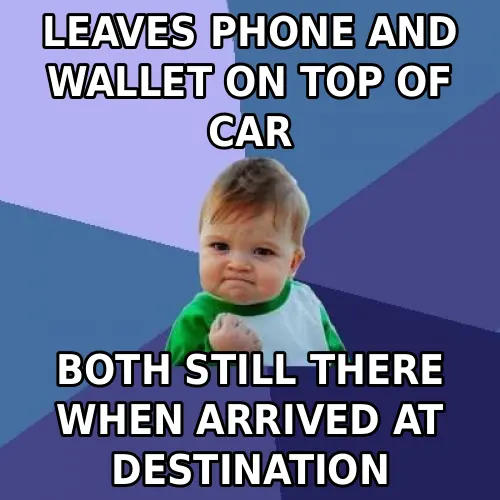 LEAVES PHONE AND
WALLET ON TOP OF
CAR
BOTH STILL THERE
WHEN ARRIVED AT
DESTINATION